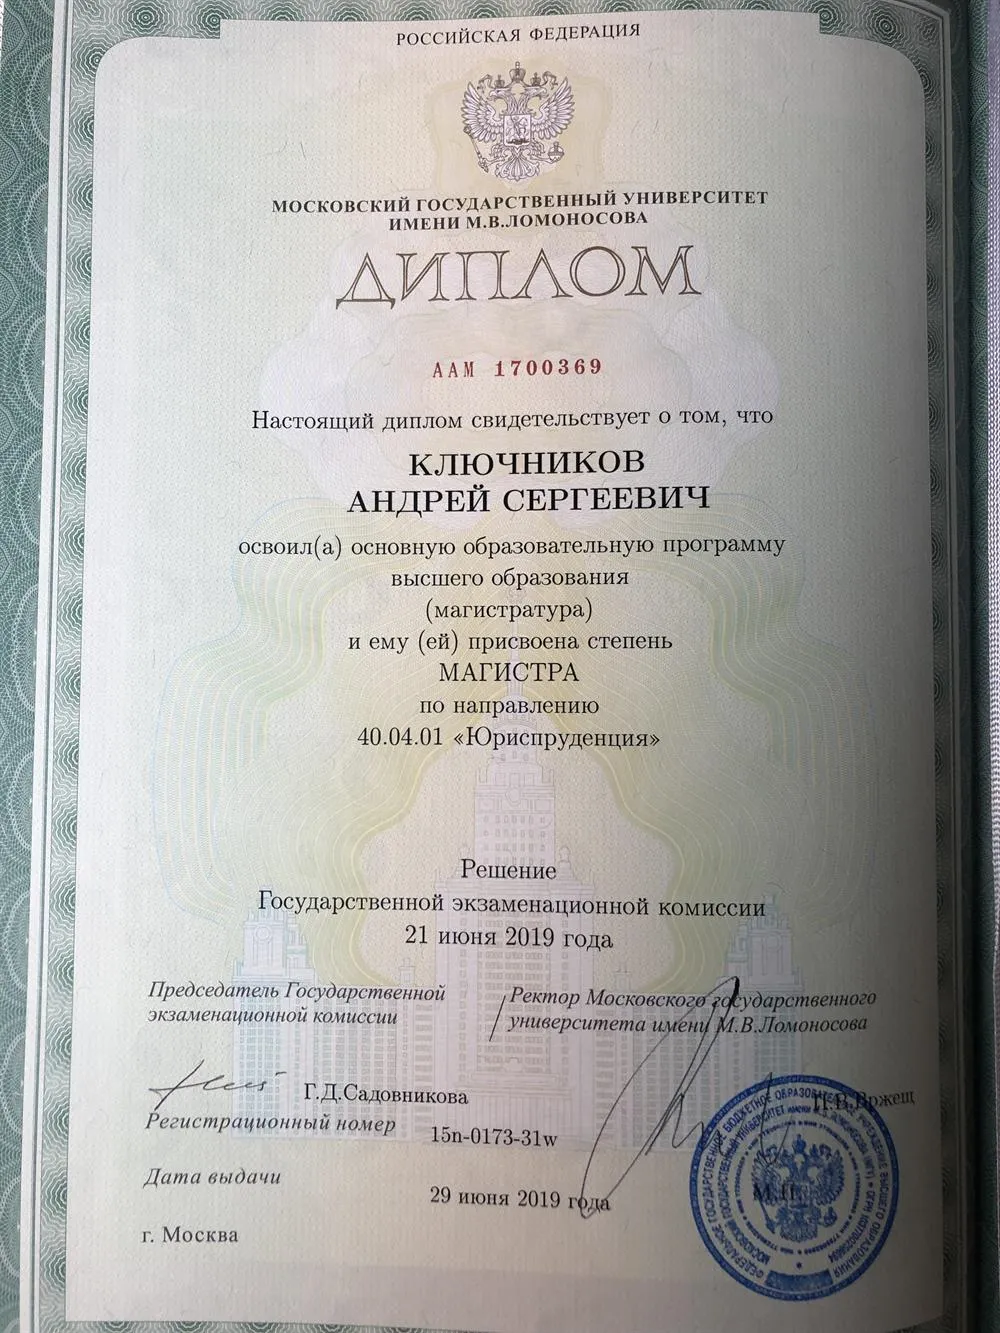 РОССИЙСКАЯ ФЕДЕРАЦИЯ
МОСКОВСКИЙ ГОСУДАРСТВЕННЫЙ УНИВЕРСИТЕТ
ИМЕНИ М.В.ЛОМОНОСОВА
ДИПЛОМ
ААМ 1700369
Настоящий диплом свидетельствует о том, что
КЛЮЧНИКОВ
АНДРЕЙ СЕРГЕЕВИЧ
освоил(а) основную образовательную программу
высшего образования
(магистратура)
и ему (ей) присвоена степень
МАГИСТРА
по направлению
40.04.01 «Юриспруденция»
Решение
Государственной экзаменационной комиссии
21 июня 2019 года
Председатель Государственной
экзаменационной комиссии
Ректор Московского государственного
университета имени М.В.Ломоносова
Г.Д.Садовникова
П.В.Вржещ
Регистрационный номер
15n-0173-31w
Дата выдачи
29 июня 2019 года
М.П.
г. Москва